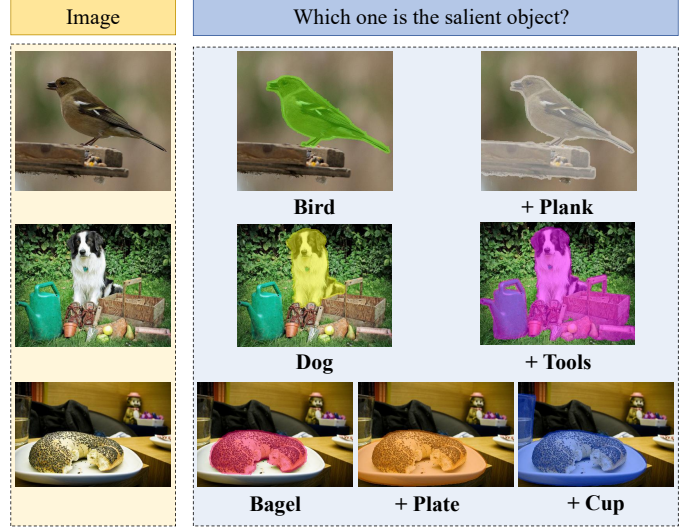 Image
Which one is the salient object?
Bird
+ Plank
Dog
+ Tools
Bagel
+ Plate
+ Cup